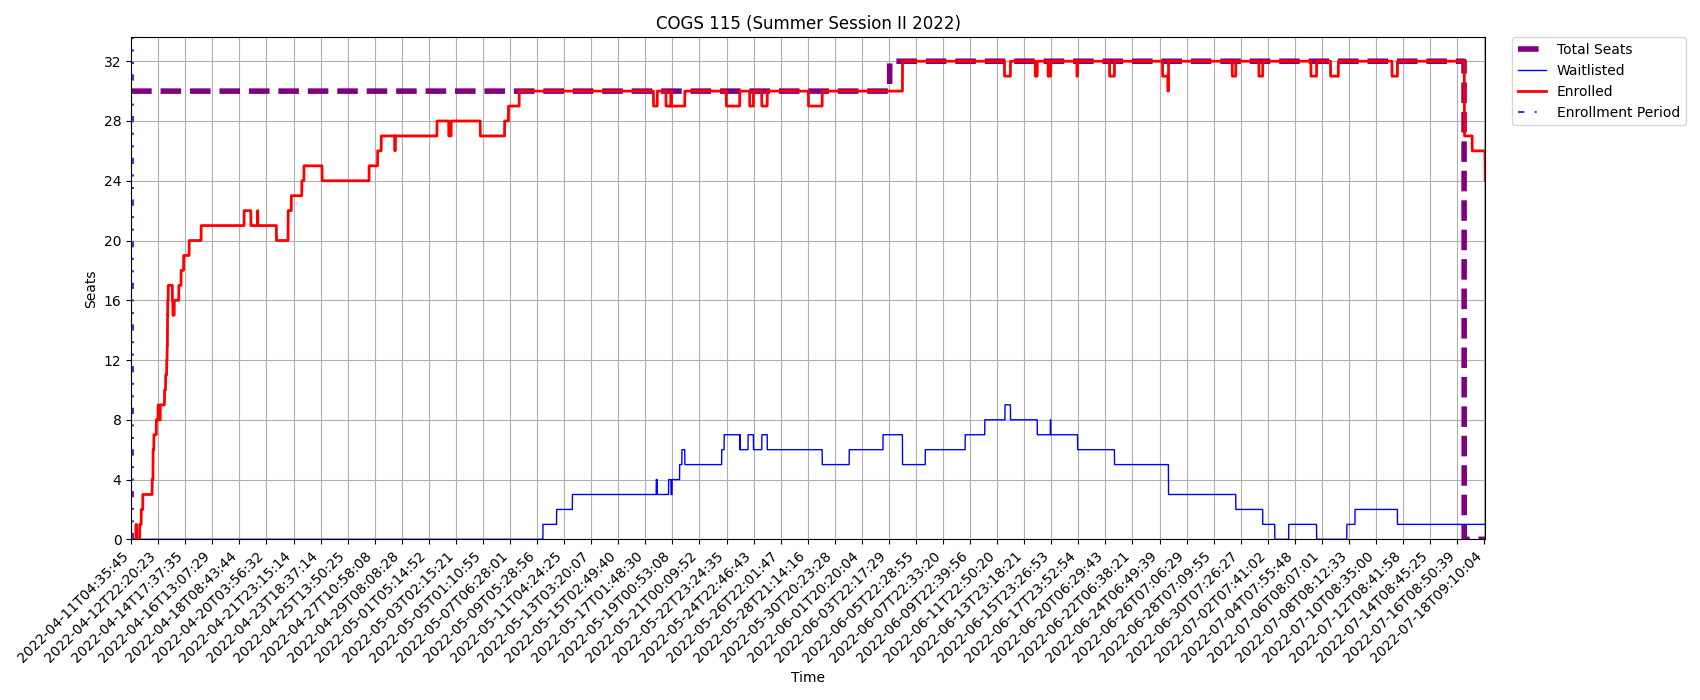 COGS 115 (Summer Session II 2022)
Total Seats
Waitlisted
Enrolled
Enrollment Period
Seats
32
28
24
20
16
12
8
4
0
2022-04-11T04:35:45
2022-04-12T22:20:23
2022-04-14T17:37:35
2022-04-16T13:07:29
2022-04-18T08:43:44
2022-04-20T03:56:32
2022-04-21T23:15:14
2022-04-23T18:37:14
2022-04-25T13:50:25
2022-04-27T10:58:08
2022-04-29T08:08:28
2022-05-01T05:14:52
2022-05-03T02:15:21
2022-05-05T01:10:55
2022-05-07T06:28:01
2022-05-09T05:28:56
2022-05-11T04:24:25
2022-05-13T03:20:07
2022-05-15T02:49:40
2022-05-17T01:48:30
2022-05-19T00:53:08
2022-05-21T00:09:52
2022-05-22T23:24:35
2022-05-24T22:46:43
2022-05-26T22:01:47
2022-05-28T21:14:16
2022-05-30T20:23:28
2022-06-01T20:20:04
2022-06-03T22:17:29
2022-06-05T22:28:55
2022-06-07T22:33:20
2022-06-09T22:39:56
2022-06-11T22:50:20
2022-06-13T23:18:21
2022-06-15T23:26:53
2022-06-17T23:52:54
2022-06-20T06:29:43
2022-06-22T06:38:21
2022-06-24T06:49:39
2022-06-26T07:06:29
2022-06-28T07:09:55
2022-06-30T07:26:27
2022-07-02T07:41:02
2022-07-04T07:55:48
2022-07-06T08:07:01
2022-07-08T08:12:33
2022-07-10T08:35:00
2022-07-12T08:41:58
2022-07-14T08:45:25
2022-07-16T08:50:39
2022-07-18T09:10:04
Time